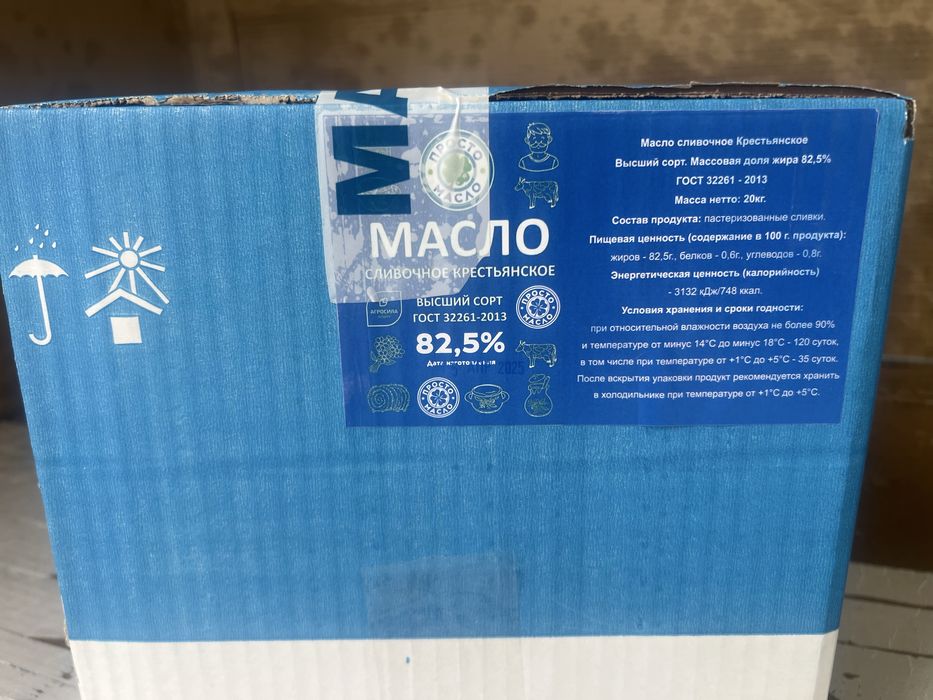 МА
ПРОСТО
МАСЛО
МАСЛО
СЛИВОЧНОЕ КРЕСТЬЯНСКОЕ
АГРОСИЛА
ВЫСШИЙ СОРТ
ГОСТ 32261-2013
ПРОСТО
МАСЛО
82,5%
Дата
2025
ПРОСТО
МАСЛО
Масло сливочное Крестьянское
Высший сорт. Массовая доля жира 82,5%
ГОСТ 32261 - 2013
Масса нетто: 20кг.
Состав продукта: пастеризованные сливки.
Пищевая ценность (содержание в 100 г. продукта):
жиров - 82,5г., белков - 0,6г., углеводов - 0,8г.
Энергетическая ценность (калорийность)
- 3132 кДж/748 ккал.
Условия хранения и сроки годности:
при относительной влажности воздуха не более 90%
и температуре от минус 14°С до минус 18°С - 120 суток,
в том числе при температуре от +1°С до +5°С - 35 суток.
После вскрытия упаковки продукт рекомендуется хранить
в холодильнике при температуре от +1°С до +5°С.